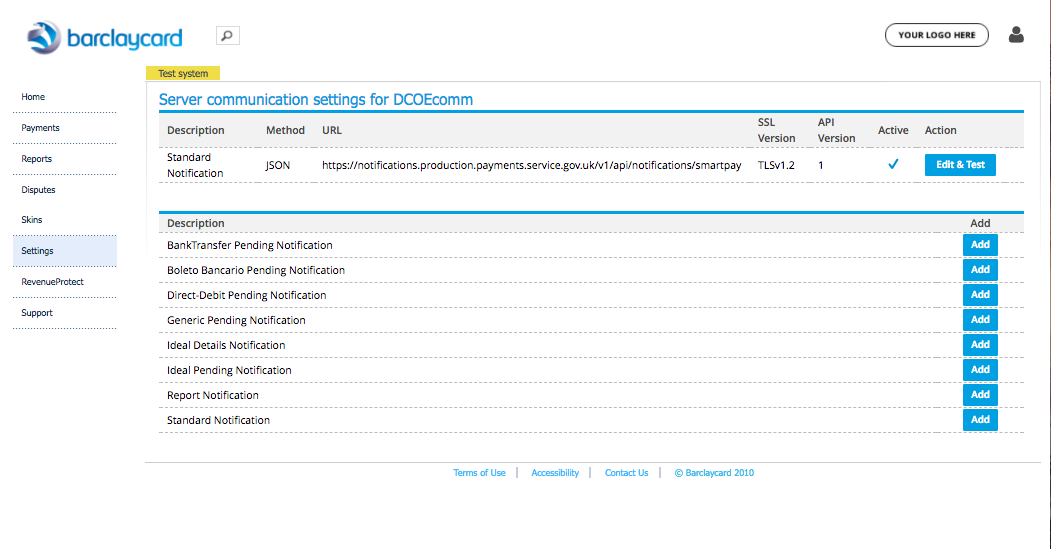 barclaycard
YOUR LOGO HERE
Test system
Home
Payments
Reports
Disputes
Skins
Settings
RevenueProtect
Support
Server communication settings for DCOEcomm
Description Method URL SSL Version API Version Active Action
Standard Notification JSON https://notifications.production.payments.service.gov.uk/v1/api/notifications/smartpay TLSv1.2 1 Edit & Test
Description Add
BankTransfer Pending Notification Add
Boleto Bancario Pending Notification Add
Direct-Debit Pending Notification Add
Generic Pending Notification Add
Ideal Details Notification Add
Ideal Pending Notification Add
Report Notification Add
Standard Notification Add
Terms of Use | Accessibility | Contact Us | © Barclaycard 2010